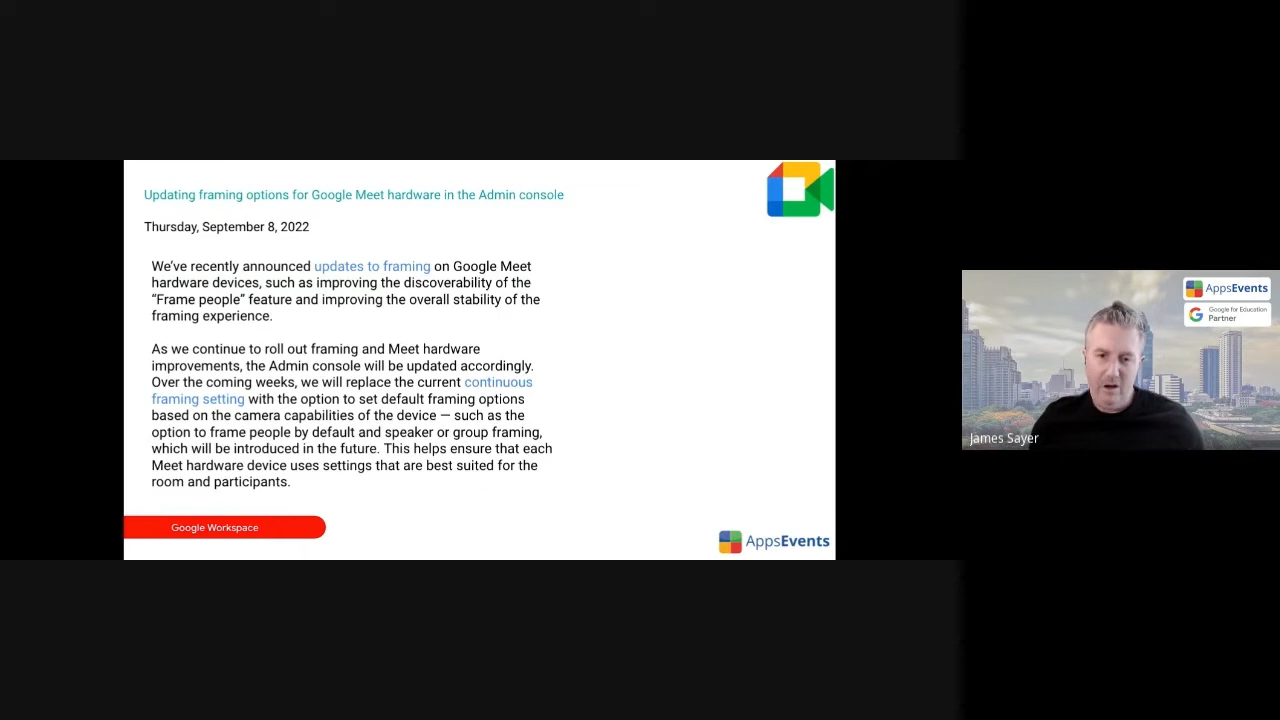 Updating framing options for Google Meet hardware in the Admin console
Thursday, September 8, 2022
We’ve recently announced updates to framing on Google Meet
hardware devices, such as improving the discoverability of the
“Frame people” feature and improving the overall stability of the
framing experience.
As we continue to roll out framing and Meet hardware
improvements, the Admin console will be updated accordingly.
Over the coming weeks, we will replace the current continuous
framing setting with the option to set default framing options
based on the camera capabilities of the device — such as the
option to frame people by default and speaker or group framing,
which will be introduced in the future. This helps ensure that each
Meet hardware device uses settings that are best suited for the
room and participants.
Google Workspace
AppsEvents
AppsEvents
Google for Education
Partner
James Sayer